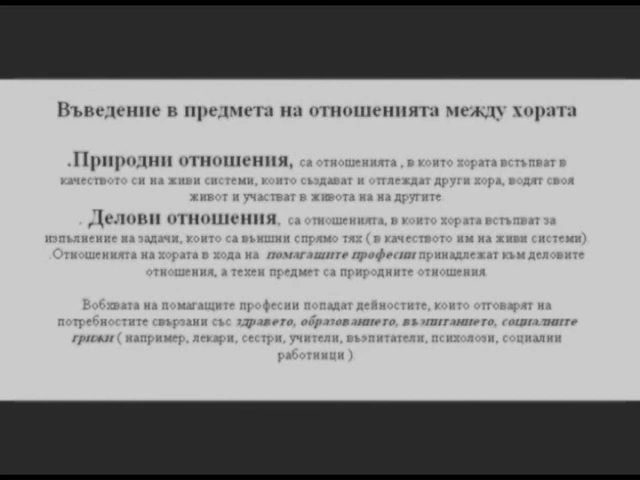 Въведение в предмета на отношенията между хората
.Природни отношения, са отношенията , в които хората встъпват в
качеството си на живи системи, които създават и отглеждат други хора, водят своя
живот и участват в живота на на другите.
. Делови отношения, са отношенията, в които хората встъпват за
изпълнение на задачи, които са външни спрямо тях ( в качеството им на живи системи).
.Отношенията на хората в хода на помагащите професии принадлежат към деловите
отношения, а техен предмет са природните отношения.
Вобхвата на помагащите професии попадат дейностите, които отговарят на
потребностите свързани със здравето, образованието, възпитанието, социалните
грижи ( например, лекари, сестри, учители, възпитатели, психолози, социални
работници ).